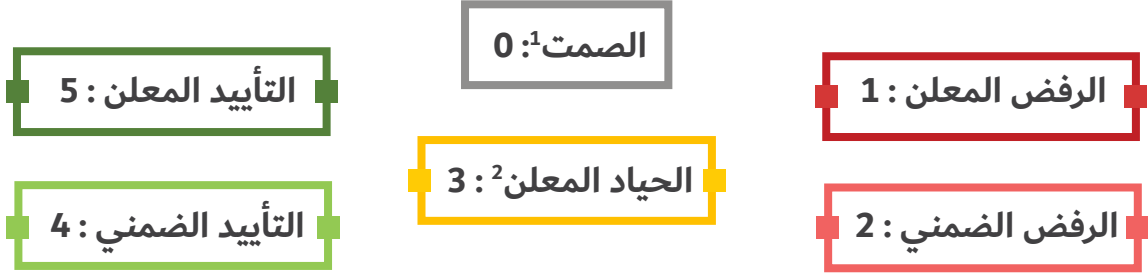 الصمت¹: 0
الرفض المعلن : 1
التأييد المعلن : 5
الحياد المعلن² : 3
الرفض الضمني : 2
التأييد الضمني : 4